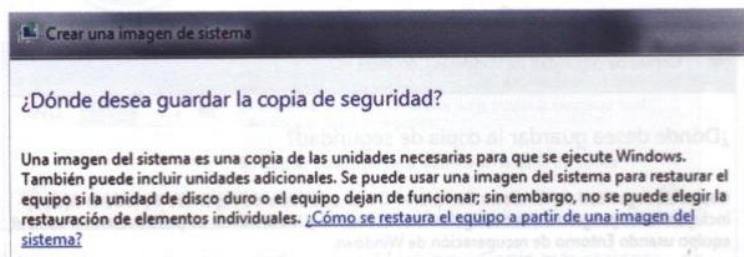 Crear una imagen de sistema
¿Dónde desea guardar la copia de seguridad?
Una imagen del sistema es una copia de las unidades necesarias para que se ejecute Windows.
También puede incluir unidades adicionales. Se puede usar una imagen del sistema para restaurar el
equipo si la unidad de disco duro o el equipo dejan de funcionar; sin embargo, no se puede elegir la
restauración de elementos individuales. ¿Cómo se restaura el equipo a partir de una imagen del
sistema?